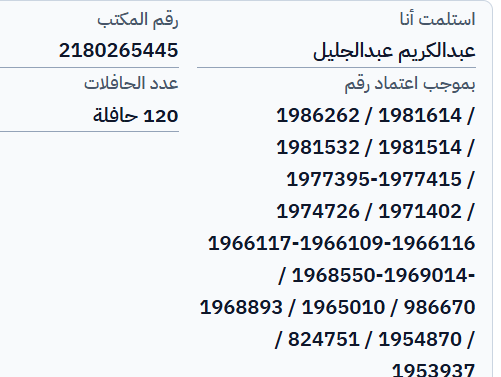 استلمت أنا
عبدالكريم عبدالجليل
رقم المكتب
2180265445
بموجب اعتماد رقم
1986262 / 1981614 /
1981532 / 1981514 /
1977395-1977415 /
1974726 / 1971402 /
1966117-1966109-1966116
/ 1968550-1969014-
1968893 / 1965010 / 986670
/ 824751 / 1954870 /
1953937
عدد الحافلات
120 حافلة